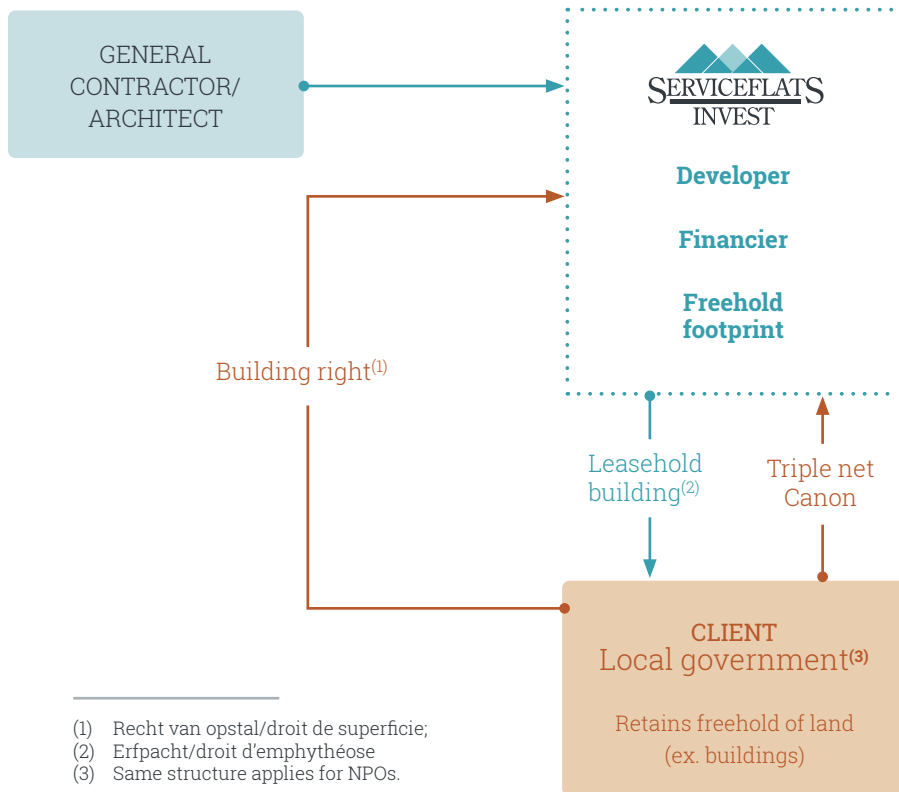 GENERAL
CONTRACTOR/
ARCHITECT
SERVICEFLATS
INVEST
Developer
Financier
Freehold
footprint
Building right(1)
Leasehold
building(2)
Triple net
Canon
CLIENT
Local government(3)
Retains freehold of land
(ex. buildings)
(1) Recht van opstal/droit de superficie;
(2) Erfpacht/droit d'emphythéose
(3) Same structure applies for NPOs.